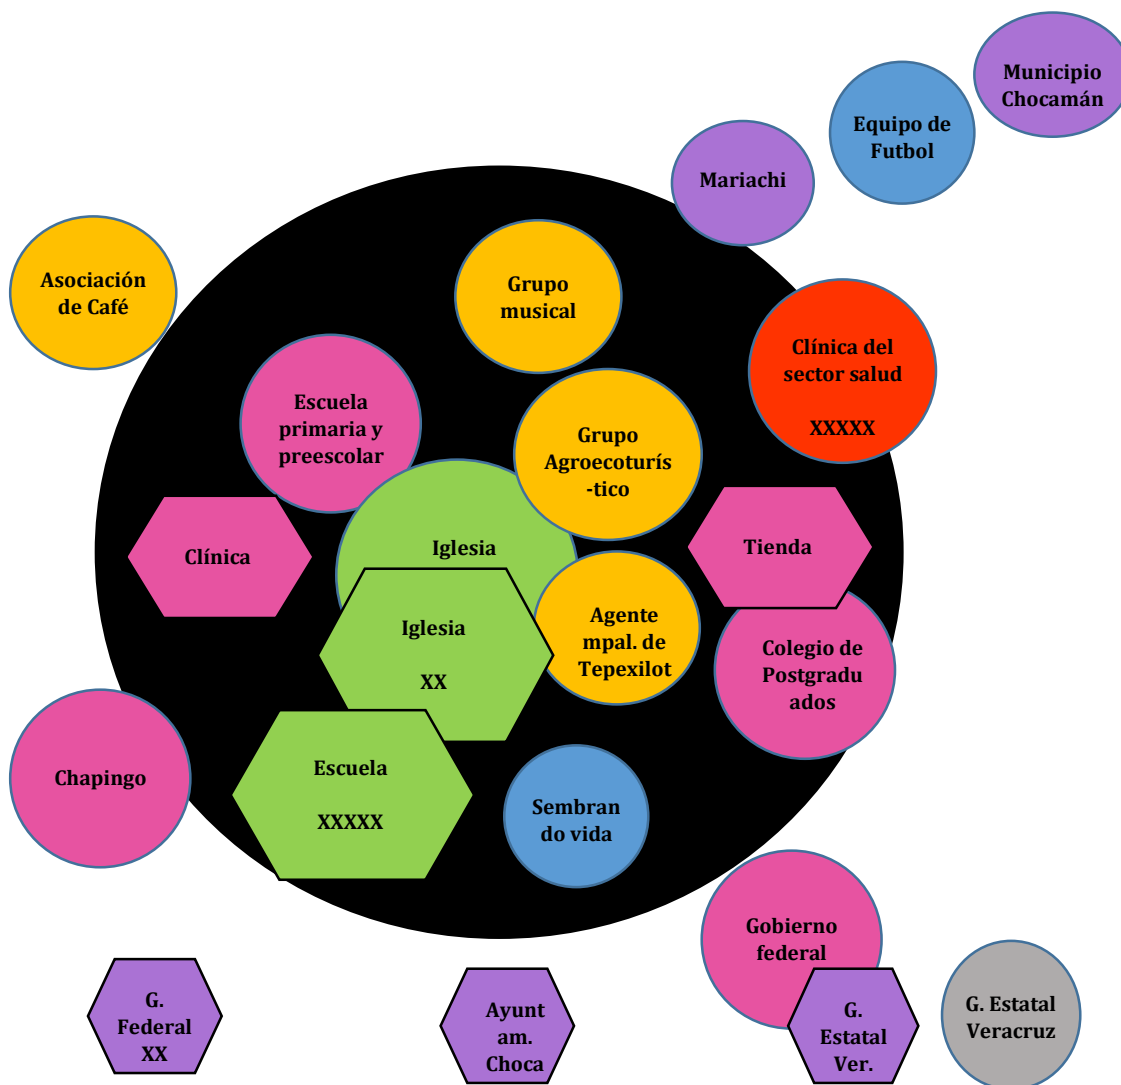 Municipio
Chocamán
Equipo de
Futbol
Mariachi
Asociación
de Café
Grupo
musical
Clínica del
sector salud
XXXXX
Escuela
primaria y
preescolar
Grupo
Agroecoturís
-tico
Clínica
Iglesia
Tienda
Iglesia
XX
Agente
mpal. de
Tepexilot
Colegio de
Postgradu
ados
Chapingo
Escuela
XXXXX
Sembran
do vida
Gobierno
federal
G.
Federal
XX
Ayunt
am.
Choca
G.
Estatal
Ver.
G. Estatal
Veracruz